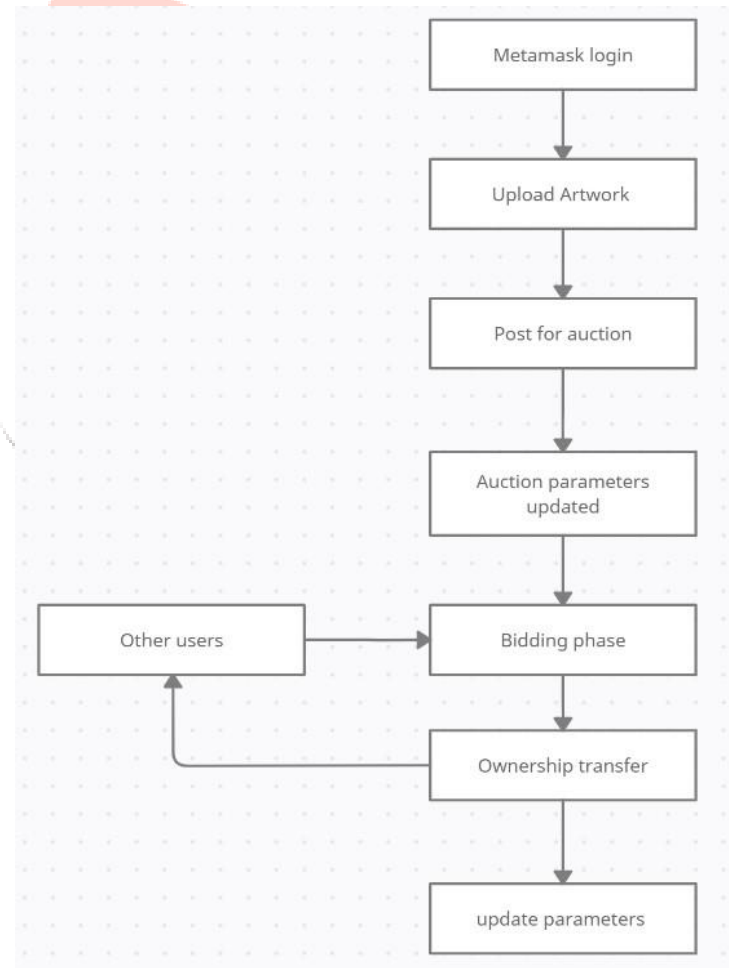 Metamask login
Upload Artwork
Post for auction
Auction parameters
updated
Other users
Bidding phase
Ownership transfer
update parameters